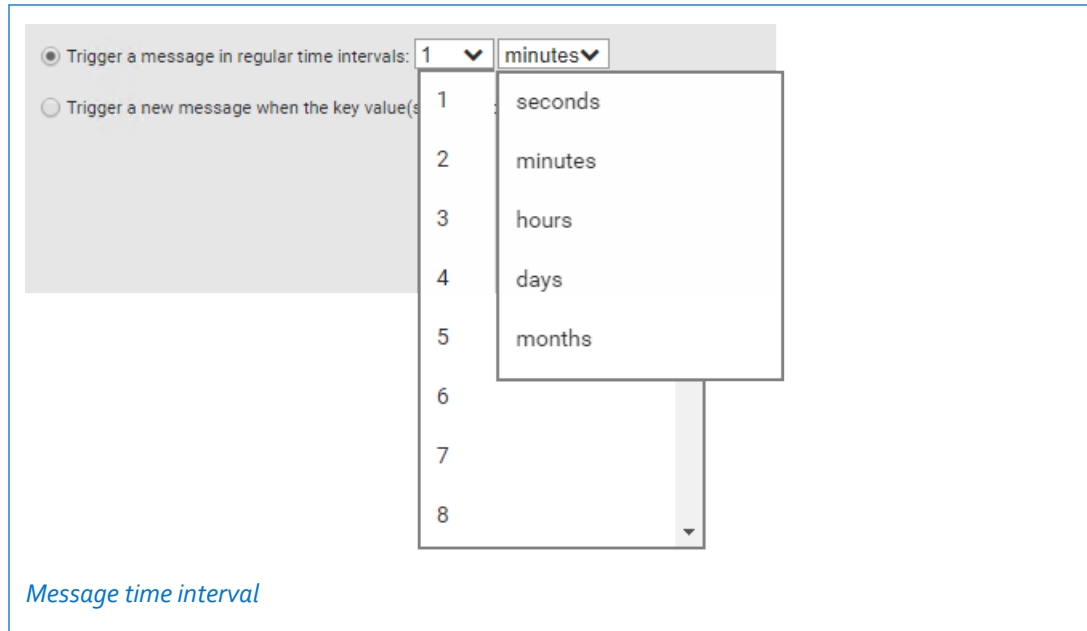 Trigger a message in regular time intervals: 1 minutes
Trigger a new message when the key value(s
1
2
3
4
5
6
7
8
seconds
minutes
hours
days
months
Message time interval